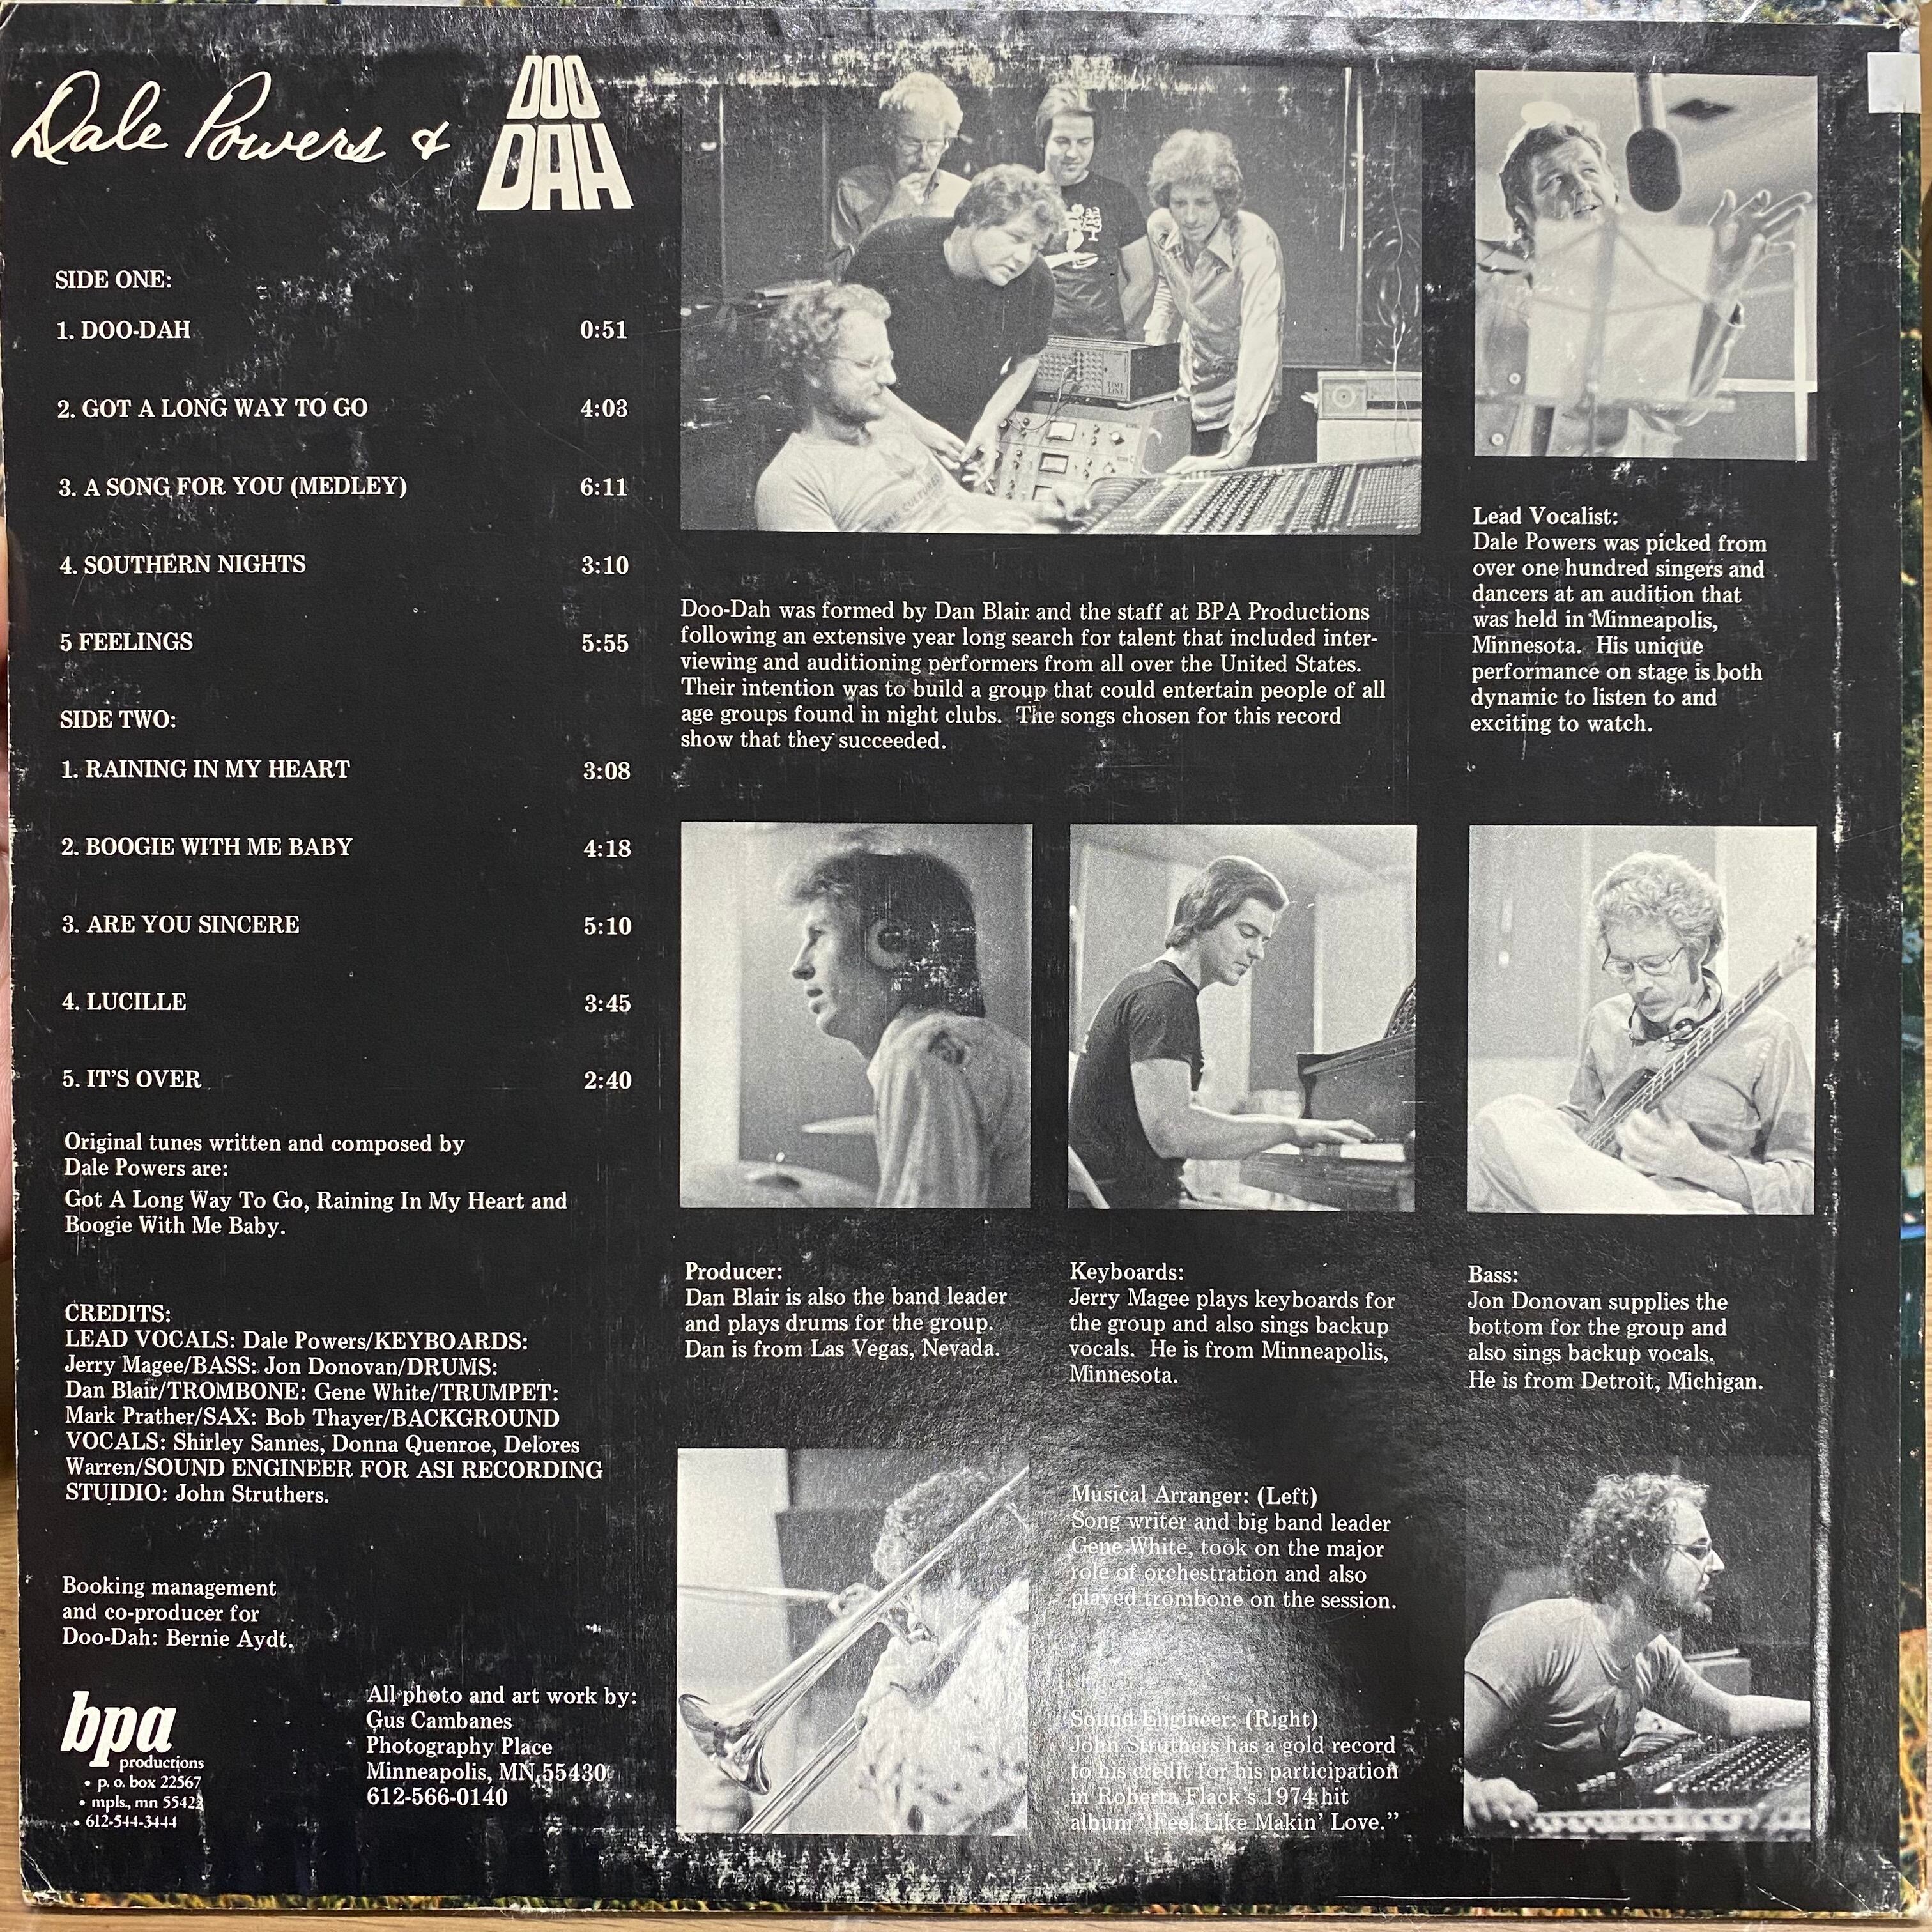 Dale Powers & DOO DAH
SIDE ONE:
1. DOO-DAH 0:51
2. GOT A LONG WAY TO GO 4:03
3. A SONG FOR YOU (MEDLEY) 6:11
4. SOUTHERN NIGHTS 3:10
5 FEELINGS 5:55
SIDE TWO:
1. RAINING IN MY HEART 3:08
2. BOOGIE WITH ME BABY 4:18
3. ARE YOU SINCERE 5:10
4. LUCILLE 3:45
5. IT'S OVER 2:40
Original tunes written and composed by
Dale Powers are:
Got A Long Way To Go, Raining In My Heart and
Boogie With Me Baby.
CREDITS:
LEAD VOCALS: Dale Powers/KEYBOARDS:
Jerry Magee/BASS: Jon Donovan/DRUMS:
Dan Blair/TROMBONE: Gene White/TRUMPET:
Mark Prather/SAX: Bob Thayer/BACKGROUND
VOCALS: Shirley Sannes, Donna Quenroe, Delores
Warren/SOUND ENGINEER FOR ASI RECORDING
STUIDIO: John Struthers.
Booking management
and co-producer for
Doo-Dah: Bernie Aydt.
bpa
productions
• p. o. box 22567
• mpls., mn 55422
• 612-544-3444
All photo and art work by:
Gus Cambanes
Photography Place
Minneapolis, MN 55430
612-566-0140
TIME
LINE
Doo-Dah was formed by Dan Blair and the staff at BPA Productions
following an extensive year long search for talent that included inter-
viewing and auditioning performers from all over the United States.
Their intention was to build a group that could entertain people of all
age groups found in night clubs. The songs chosen for this record
show that they succeeded.
Lead Vocalist:
Dale Powers was picked from
over one hundred singers and
dancers at an audition that
was held in Minneapolis,
Minnesota. His unique
performance on stage is both
dynamic to listen to and
exciting to watch.
Producer:
Dan Blair is also the band leader
and plays drums for the group.
Dan is from Las Vegas, Nevada.
Keyboards:
Jerry Magee plays keyboards for
the group and also sings backup
vocals. He is from Minneapolis,
Minnesota.
Bass:
Jon Donovan supplies the
bottom for the group and
also sings backup vocals.
He is from Detroit, Michigan.
Musical Arranger: (Left)
Song writer and big band leader
Gene White, took on the major
role of orchestration and also
played trombone on the session.
Sound Engineer: (Right)
John Struthers has a gold record
to his credit for his participation
in Roberta Flack's 1974 hit
album "Feel Like Makin' Love."